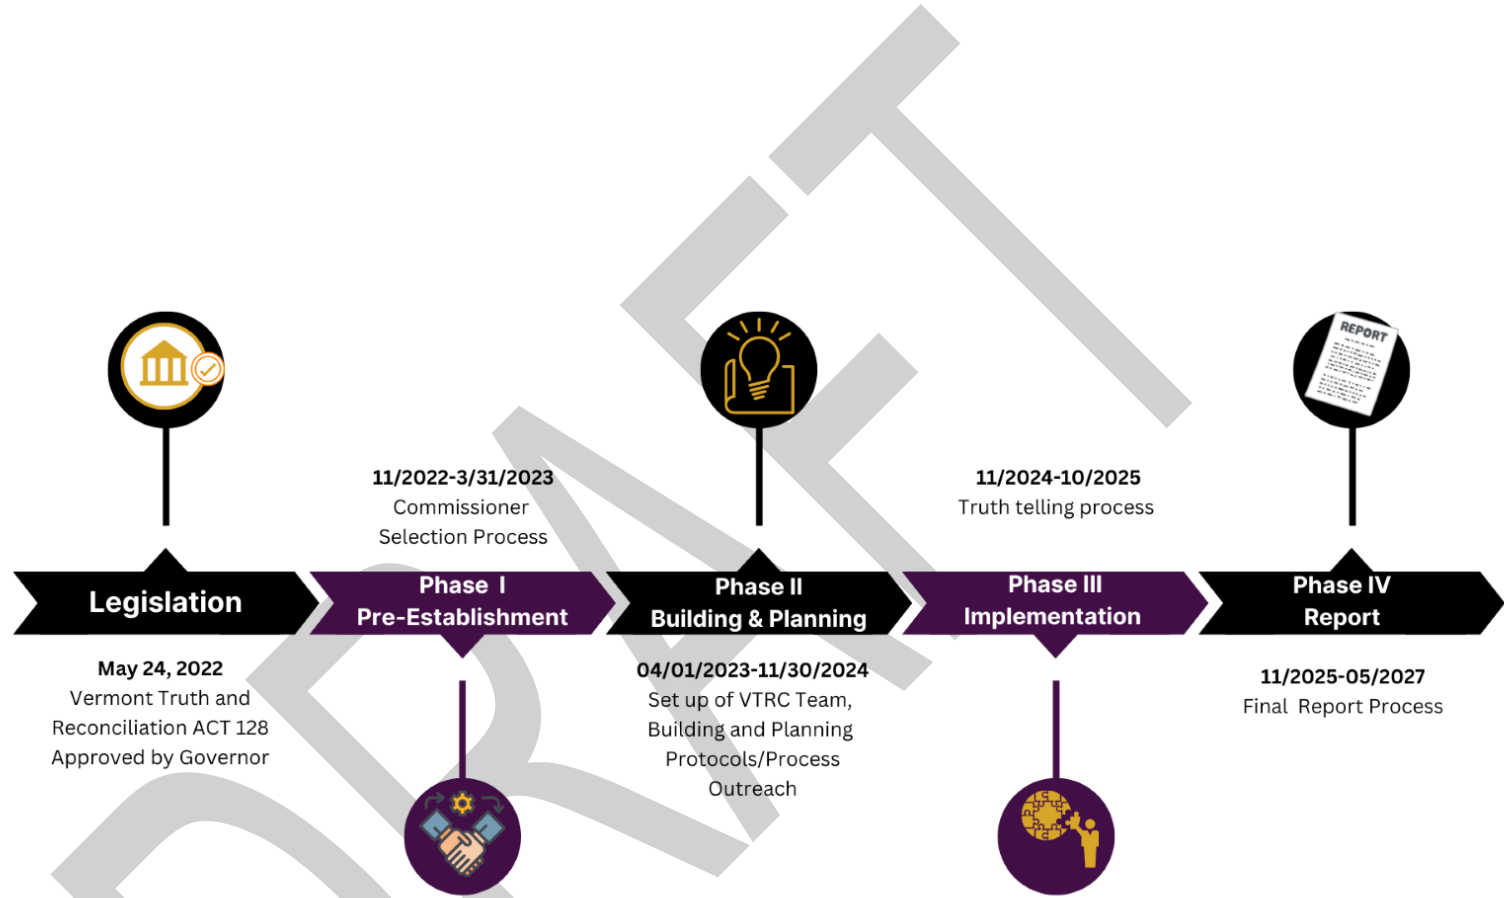 DRAFT
REPORT
11/2022-3/31/2023
Commissioner
Selection Process
11/2024-10/2025
Truth telling process
Legislation
Phase I
Pre-Establishment
Phase II
Building & Planning
Phase III
Implementation
Phase IV
Report
May 24, 2022
Vermont Truth and
Reconciliation ACT 128
Approved by Governor
04/01/2023-11/30/2024
Set up of VTRC Team,
Building and Planning
Protocols/Process
Outreach
11/2025-05/2027
Final Report Process